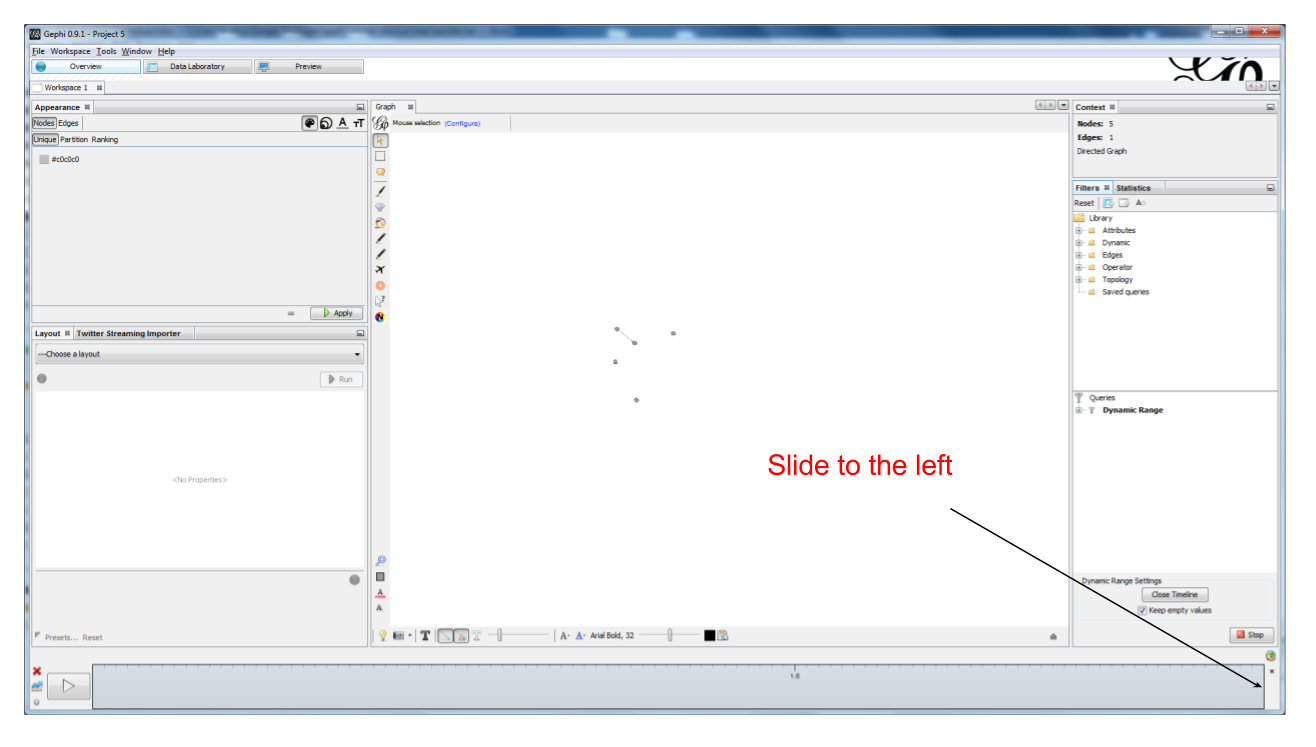 Gephi 0.9.1 - Project 5
File Workspace Tools Window Help
Overview Data Laboratory Preview
Workspace 1
Appearance
Nodes Edges
Unique Partition Ranking
#c0c0c0
Apply
Layout Twitter Streaming Importer
---Choose a layout
Run
<No Properties>
Presets... Reset
Graph
Mouse selection (Configure)
Slide to the left
Arial Bold, 32
Context
Nodes: 5
Edges: 1
Directed Graph
Filters Statistics
Reset
Library
Attributes
Dynamic
Edges
Operator
Topology
Saved queries
Queries
Dynamic Range
Dynamic Range Settings
Close Timeline
Keep empty values
Stop
1.0